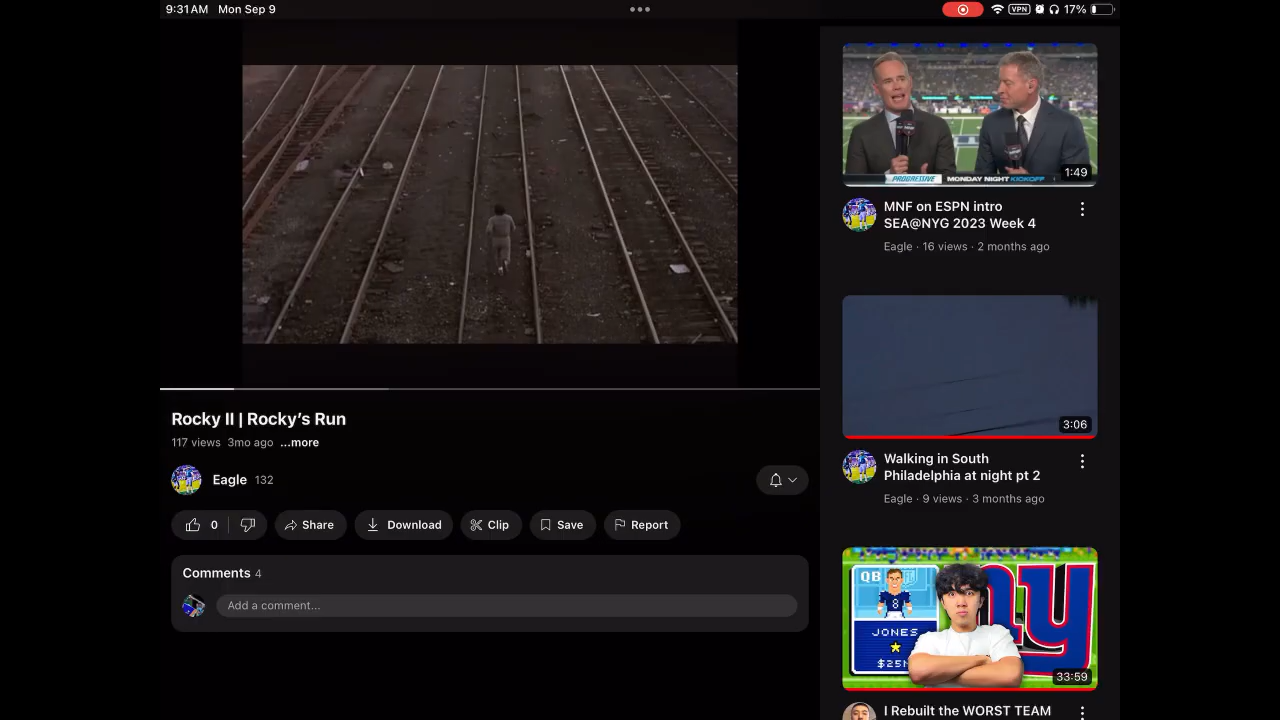 9:31 AM Mon Sep 9
VPN 17%
PROGRESSIVE MONDAY NIGHT KICKOFF
1:49
MNF on ESPN intro
SEA@NYG 2023 Week 4
Eagle · 16 views · 2 months ago
3:06
Walking in South
Philadelphia at night pt 2
Eagle · 9 views · 3 months ago
QB
8
JONES
$25M
ny
33:59
I Rebuilt the WORST TEAM
Rocky II | Rocky’s Run
117 views 3mo ago ...more
Eagle 132
0 Share Download Clip Save Report
Comments 4
Add a comment...